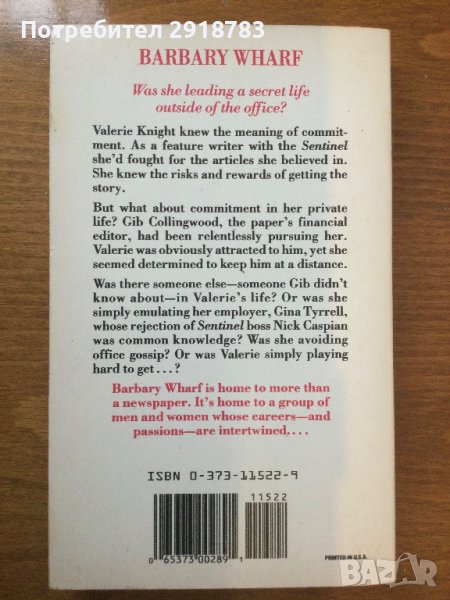 Потребител 2918783
BARBARY WHARF
Was she leading a secret life
outside of the office?
Valerie Knight knew the meaning of commit-
ment. As a feature writer with the Sentinel
she'd fought for the articles she believed in.
She knew the risks and rewards of getting the
story.
But what about commitment in her private
life? Gib Collingwood, the paper's financial
editor, had been relentlessly pursuing her.
Valerie was obviously attracted to him, yet she
seemed determined to keep him at a distance.
Was there someone else—someone Gib didn't
know about—in Valerie's life? Or was she
simply emulating her employer, Gina Tyrrell,
whose rejection of Sentinel boss Nick Caspian
was common knowledge? Was she avoiding
office gossip? Or was Valerie simply playing
hard to get . . . ?
Barbary Wharf is home to more than
a newspaper. It's home to a group of
men and women whose careers—and
passions—are intertwined. . . .
ISBN 0-373-11522-9
11522
0 65373 00289 1
PRINTED IN U.S.A.
BAZAR